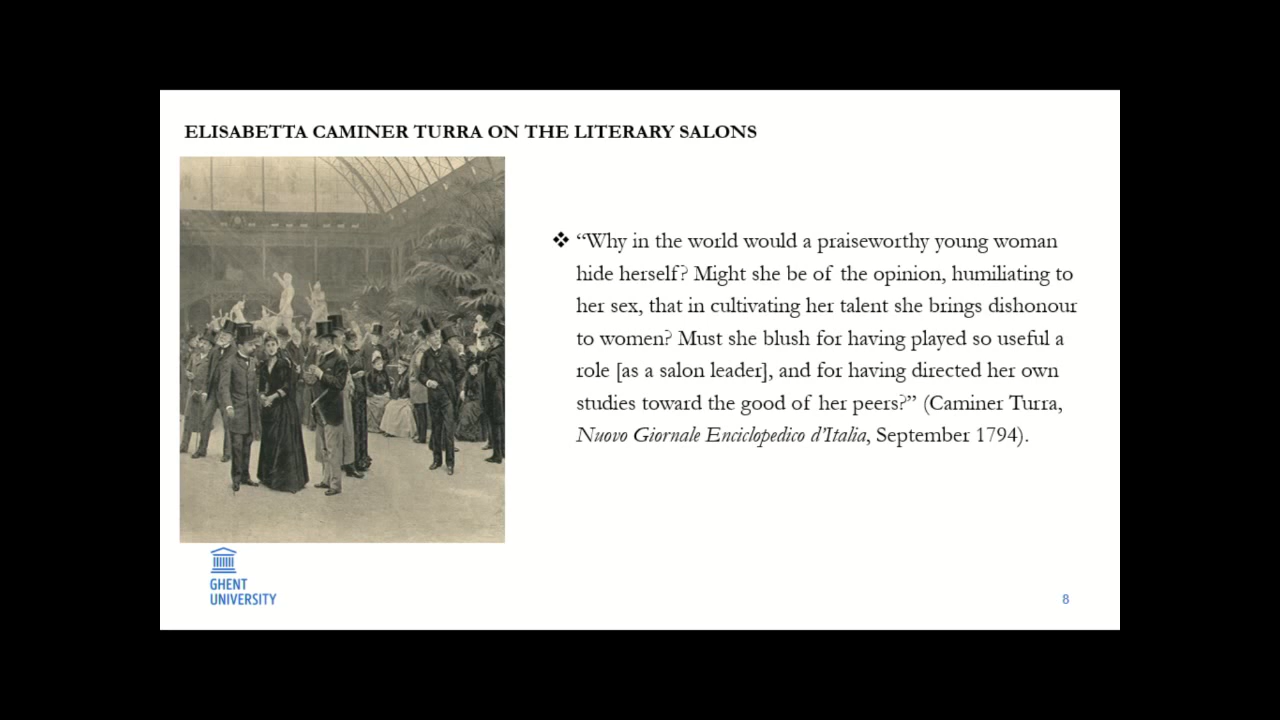 ELISABETTA CAMINER TURRA ON THE LITERARY SALONS
❖ “Why in the world would a praiseworthy young woman
hide herself? Might she be of the opinion, humiliating to
her sex, that in cultivating her talent she brings dishonour
to women? Must she blush for having played so useful a
role [as a salon leader], and for having directed her own
studies toward the good of her peers?” (Caminer Turra,
Nuovo Giornale Enciclopedico d’Italia, September 1794).
GHENT
UNIVERSITY
8